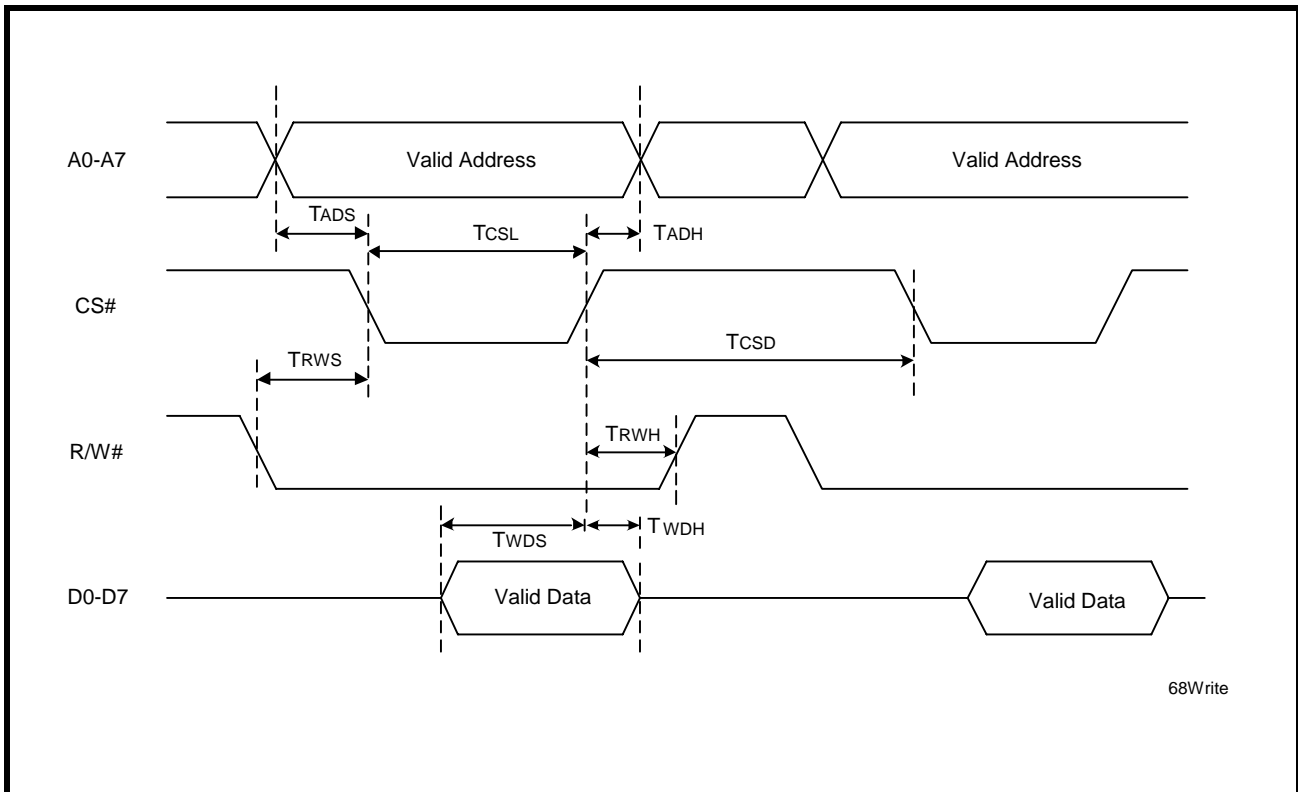 A0-A7
Valid Address
Valid Address
TADS
TCSL
TADH
CS#
TCSD
TRWS
R/W#
TRWH
TWDS
TWDH
D0-D7
Valid Data
Valid Data
68Write